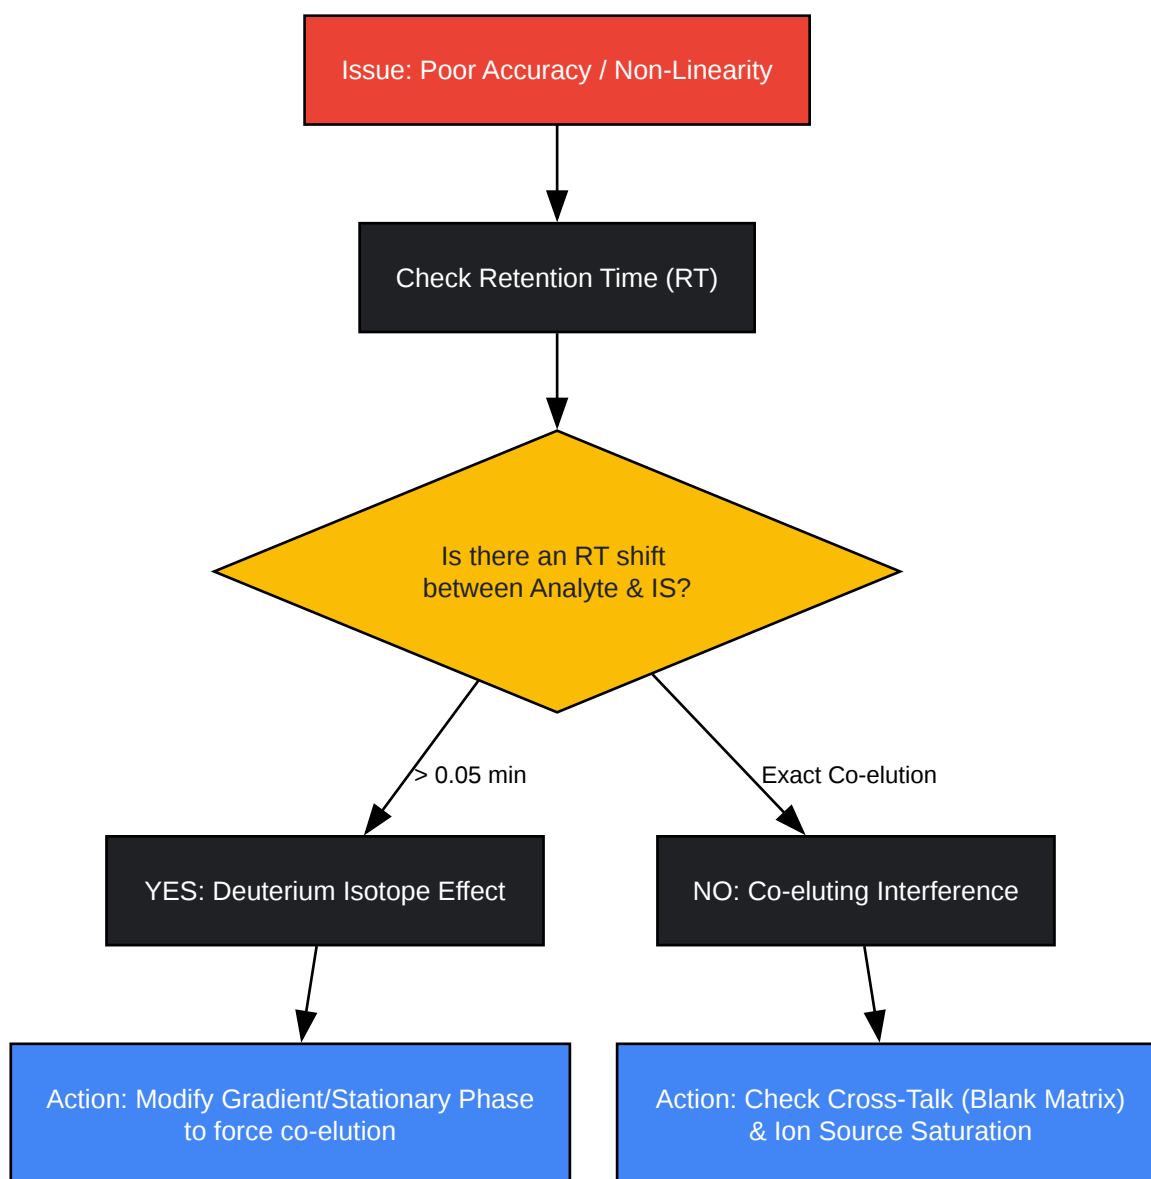 Issue: Poor Accuracy / Non-Linearity
Check Retention Time (RT)
Is there an RT shift
between Analyte & IS?
> 0.05 min
Exact Co-elution
YES: Deuterium Isotope Effect
NO: Co-eluting Interference
Action: Modify Gradient/Stationary Phase
to force co-elution
Action: Check Cross-Talk (Blank Matrix)
& Ion Source Saturation